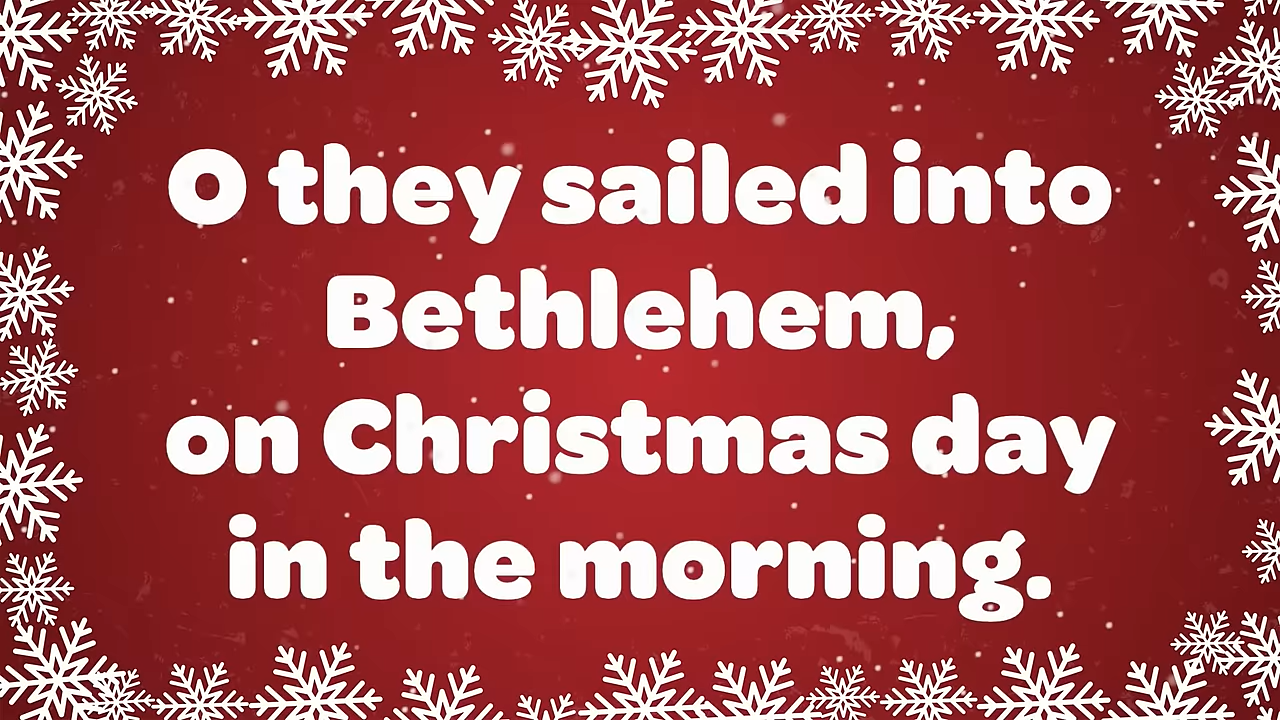 O they sailed into
Bethlehem,
on Christmas day
in the morning.